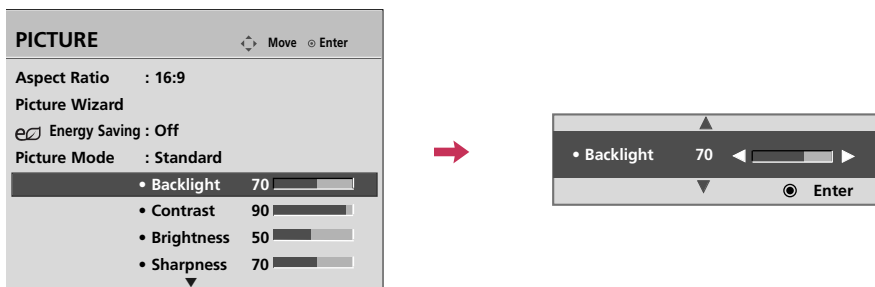 PICTURE Move Enter
Aspect Ratio : 16:9
Picture Wizard
Energy Saving : Off
Picture Mode : Standard
• Backlight 70
• Contrast 90
• Brightness 50
• Sharpness 70
• Backlight 70
Enter